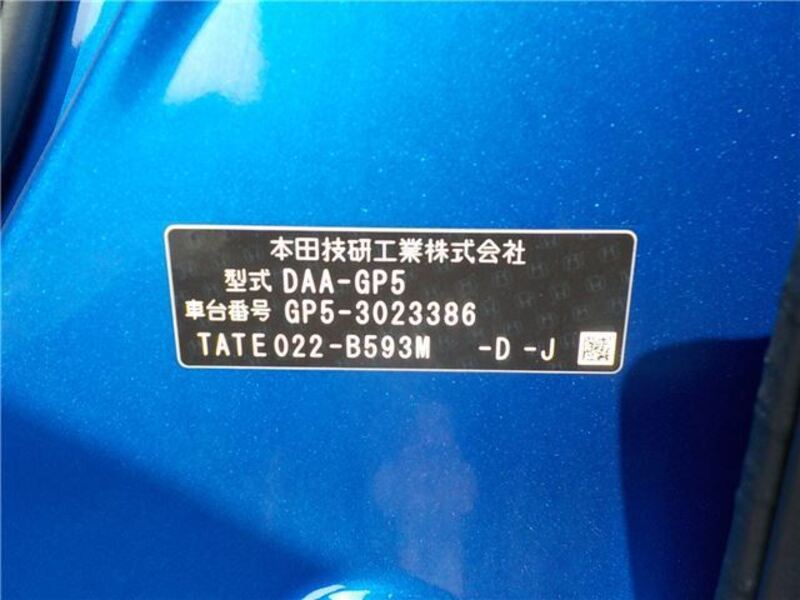 本田技研工業株式会社
型式 DAA-GP5
車台番号 GP5-3023386
TATE022-B593M -D -J